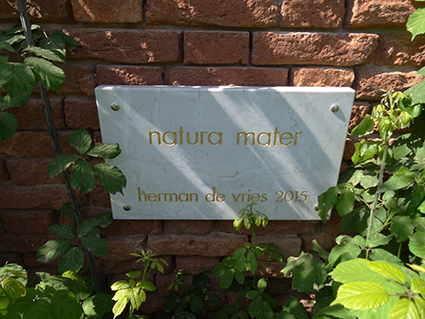 natura mater
herman de vries 2015